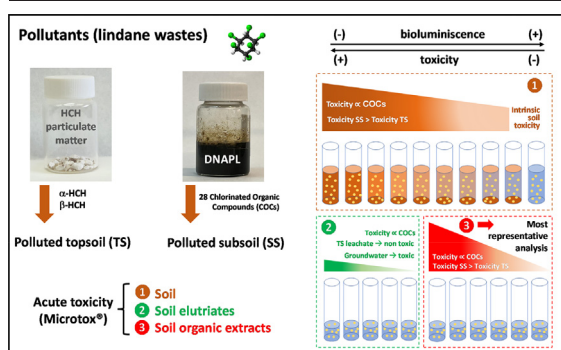 Pollutants (lindane wastes)
HCH
particulate
matter
DNAPL
α-HCH
β-HCH
28 Chlorinated Organic
Compounds (COCs)
Polluted topsoil (TS)
Polluted subsoil (SS)
Acute toxicity
(Microtox®)
1 Soil
2 Soil elutriates
3 Soil organic extracts
(-) bioluminiscence (+)
(+) toxicity (-)
1
Toxicity ∝ COCs
Toxicity SS > Toxicity TS
Intrinsic
soil
toxicity
2
Toxicity ∝ COCs
TS leachate → non toxic
Groundwater → toxic
3
Most
representative
analysis
Toxicity ∝ COCs
Toxicity SS > Toxicity TS